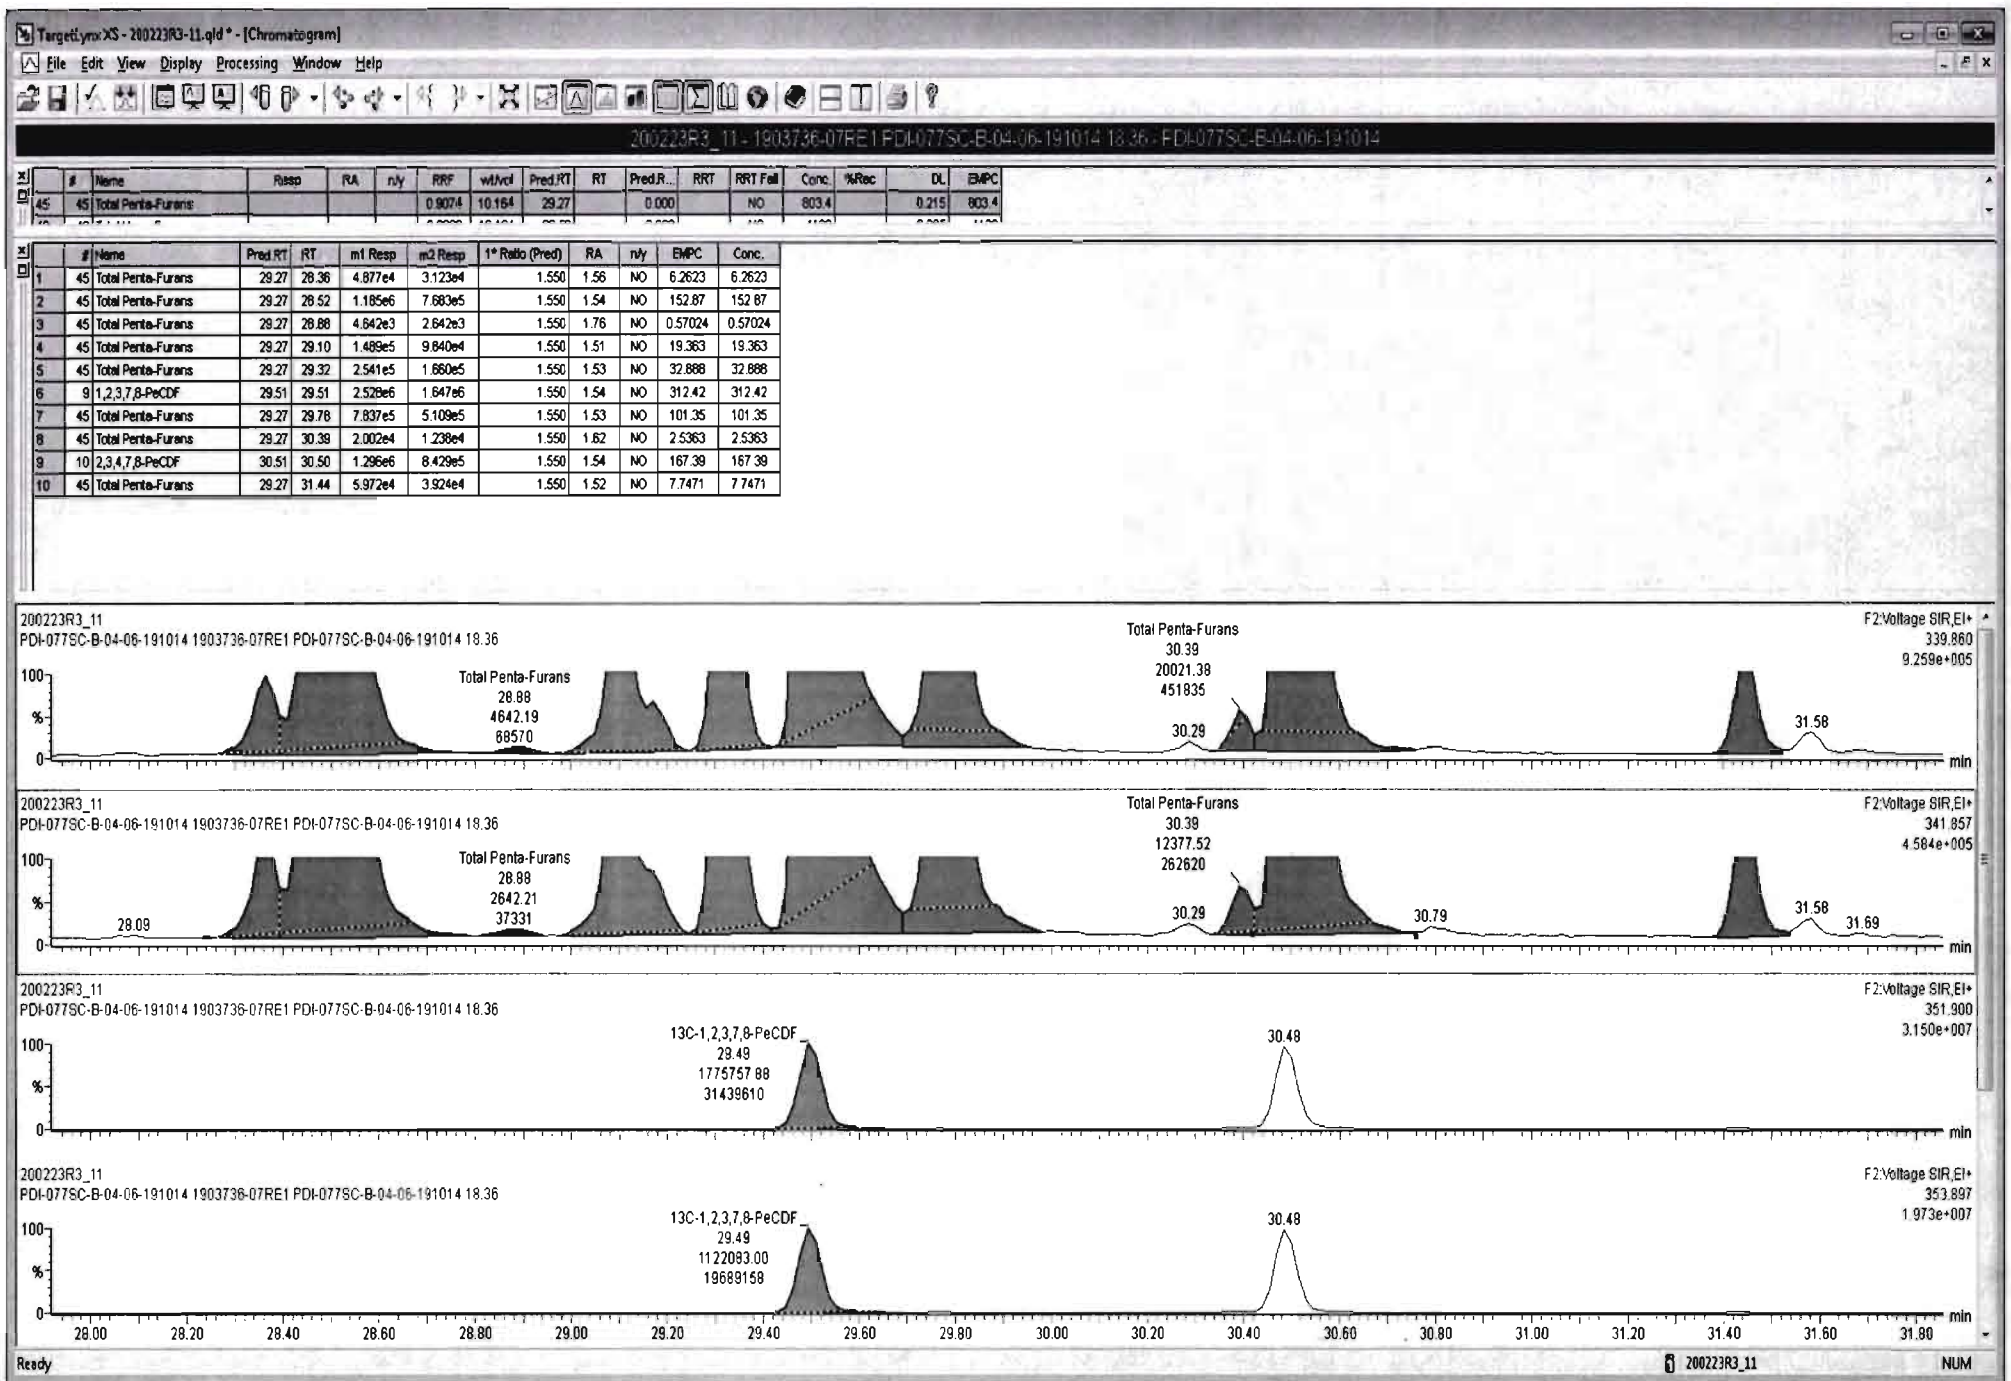 TargetLynx XS - 200223R3-11.qld * - [Chromatogram]
File Edit View Display Processing Window Help
200223R3_11 - 1903736-07RE1 PDI-077SC-B-04-06-191014 18.36 - PDI-077SC-B-04-06-191014
# Name Resp RA n/y RRF wt/vol Pred.RT RT Pred.R... RRT RRT Fail Conc. %Rec DL EMPC
45 45 Total Penta-Furans 0.9074 10.164 29.27 0.000 NO 803.4 0.215 803.4
# Name Pred.RT RT m1 Resp m2 Resp 1° Ratio (Pred) RA n/y EMPC Conc.
1 45 Total Penta-Furans 29.27 28.36 4.877e4 3.123e4 1.550 1.56 NO 6.2623 6.2623
2 45 Total Penta-Furans 29.27 28.52 1.185e6 7.683e5 1.550 1.54 NO 152.87 152.87
3 45 Total Penta-Furans 29.27 28.88 4.642e3 2.642e3 1.550 1.76 NO 0.57024 0.57024
4 45 Total Penta-Furans 29.27 29.10 1.489e5 9.840e4 1.550 1.51 NO 19.363 19.363
5 45 Total Penta-Furans 29.27 29.32 2.541e5 1.660e5 1.550 1.53 NO 32.888 32.888
6 9 1,2,3,7,8-PeCDF 29.51 29.51 2.528e6 1.647e6 1.550 1.54 NO 312.42 312.42
7 45 Total Penta-Furans 29.27 29.78 7.837e5 5.109e5 1.550 1.53 NO 101.35 101.35
8 45 Total Penta-Furans 29.27 30.39 2.002e4 1.238e4 1.550 1.62 NO 2.5363 2.5363
9 10 2,3,4,7,8-PeCDF 30.51 30.50 1.296e6 8.429e5 1.550 1.54 NO 167.39 167.39
10 45 Total Penta-Furans 29.27 31.44 5.972e4 3.924e4 1.550 1.52 NO 7.7471 7.7471
200223R3_11
PDI-077SC-B-04-06-191014 1903736-07RE1 PDI-077SC-B-04-06-191014 18.36
F2:Voltage SIR,EI+
339.860
9.259e+005
100
%
0
Total Penta-Furans
28.88
4642.19
68570
Total Penta-Furans
30.39
20021.38
451835
30.29
31.58
min
200223R3_11
PDI-077SC-B-04-06-191014 1903736-07RE1 PDI-077SC-B-04-06-191014 18.36
F2:Voltage SIR,EI+
341.857
4.584e+005
100
%
0
28.09
Total Penta-Furans
28.88
2642.21
37331
Total Penta-Furans
30.39
12377.52
262620
30.29
30.79
31.58
31.69
min
200223R3_11
PDI-077SC-B-04-06-191014 1903736-07RE1 PDI-077SC-B-04-06-191014 18.36
F2:Voltage SIR,EI+
351.900
3.150e+007
100
%
0
13C-1,2,3,7,8-PeCDF
29.49
1775757.88
31439610
30.48
min
200223R3_11
PDI-077SC-B-04-06-191014 1903736-07RE1 PDI-077SC-B-04-06-191014 18.36
F2:Voltage SIR,EI+
353.897
1.973e+007
100
%
0
13C-1,2,3,7,8-PeCDF
29.49
1122083.00
19689158
30.48
min
28.00 28.20 28.40 28.60 28.80 29.00 29.20 29.40 29.60 29.80 30.00 30.20 30.40 30.60 30.80 31.00 31.20 31.40 31.60 31.80
Ready 200223R3_11 NUM